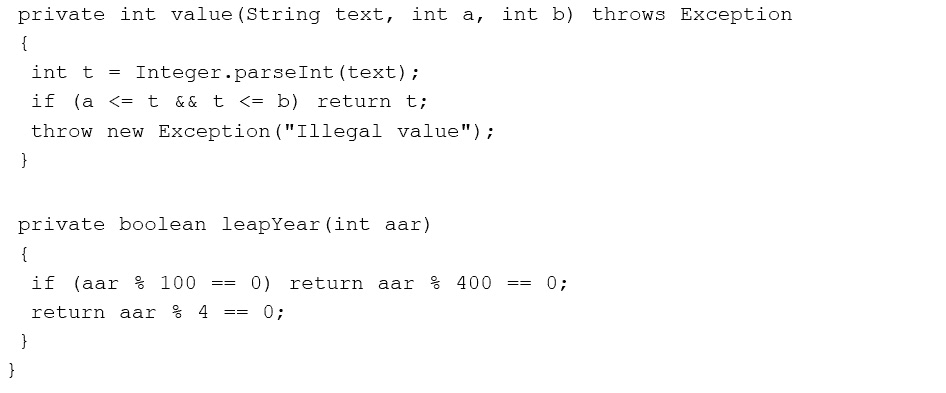 private int value(String text, int a, int b) throws Exception
{
int t = Integer.parseInt(text);
if (a <= t && t <= b) return t;
throw new Exception("Illegal value");
}
private boolean leapYear(int aar)
{
if (aar % 100 == 0) return aar % 400 == 0;
return aar % 4 == 0;
}
}